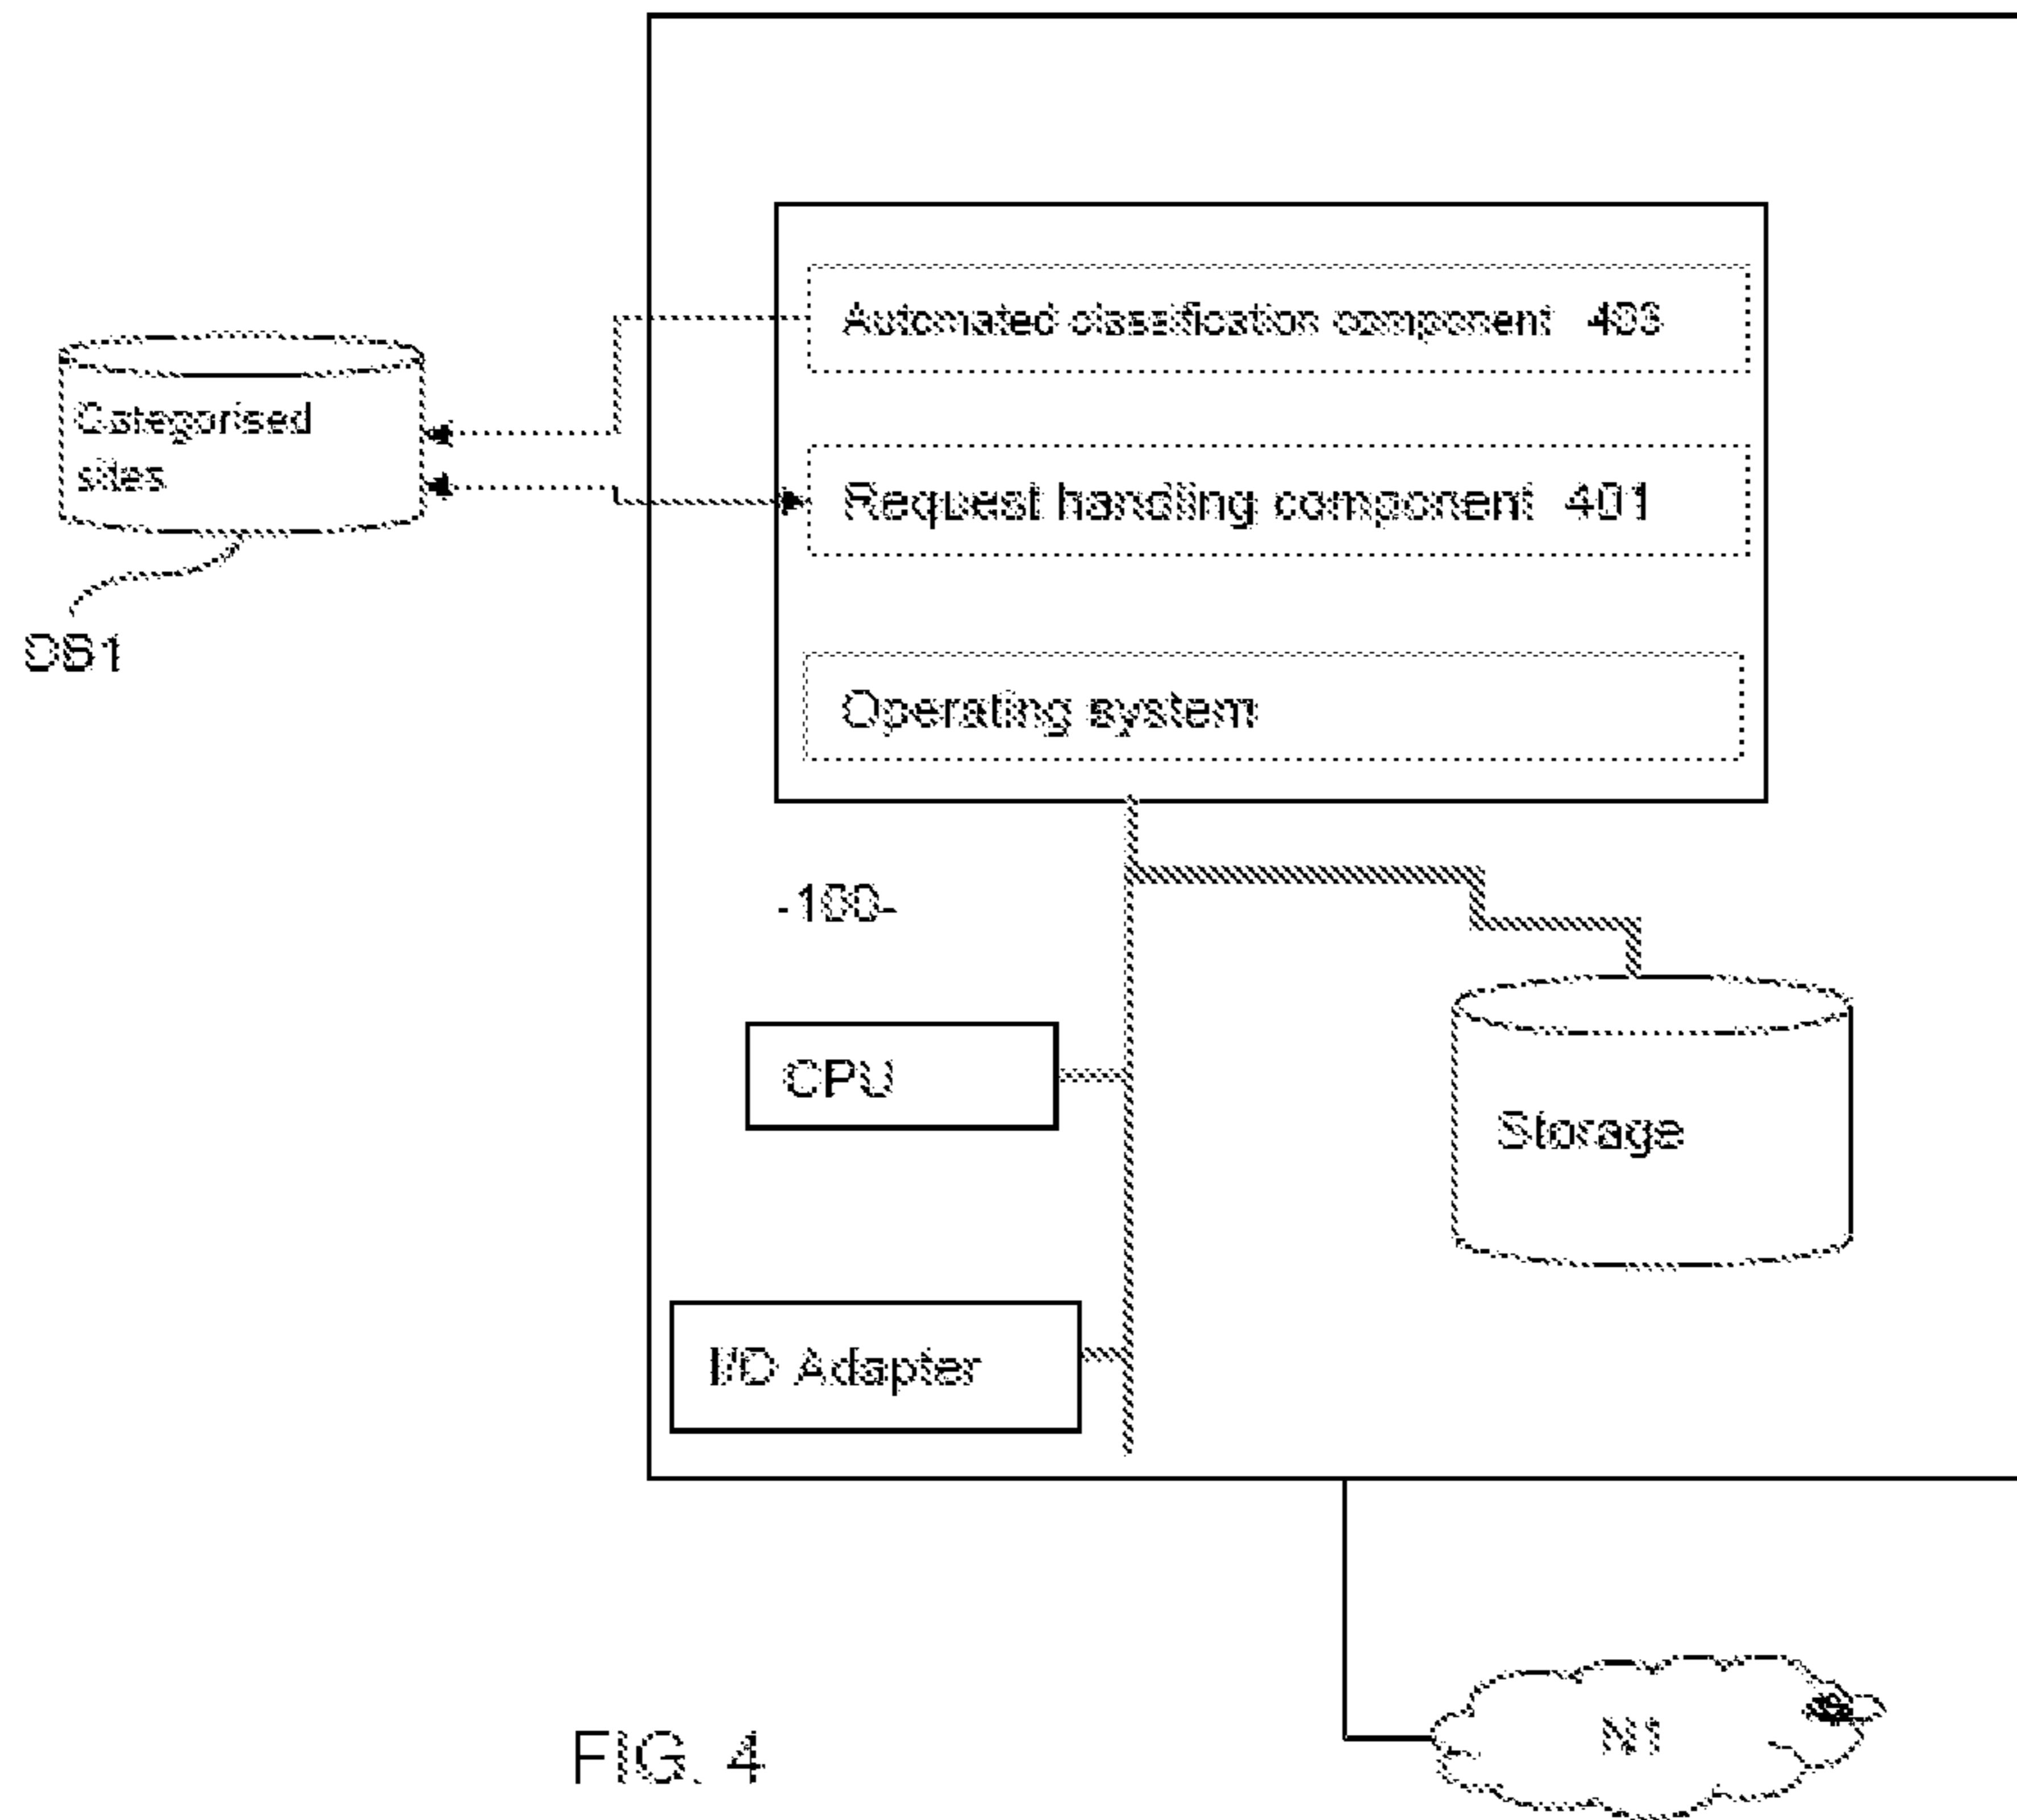 Automated classification component 403
Categorised
sites
Request handling component 401
Operating system
-100-
CPU
Storage
I/O Adapter
N1
FIG. 4